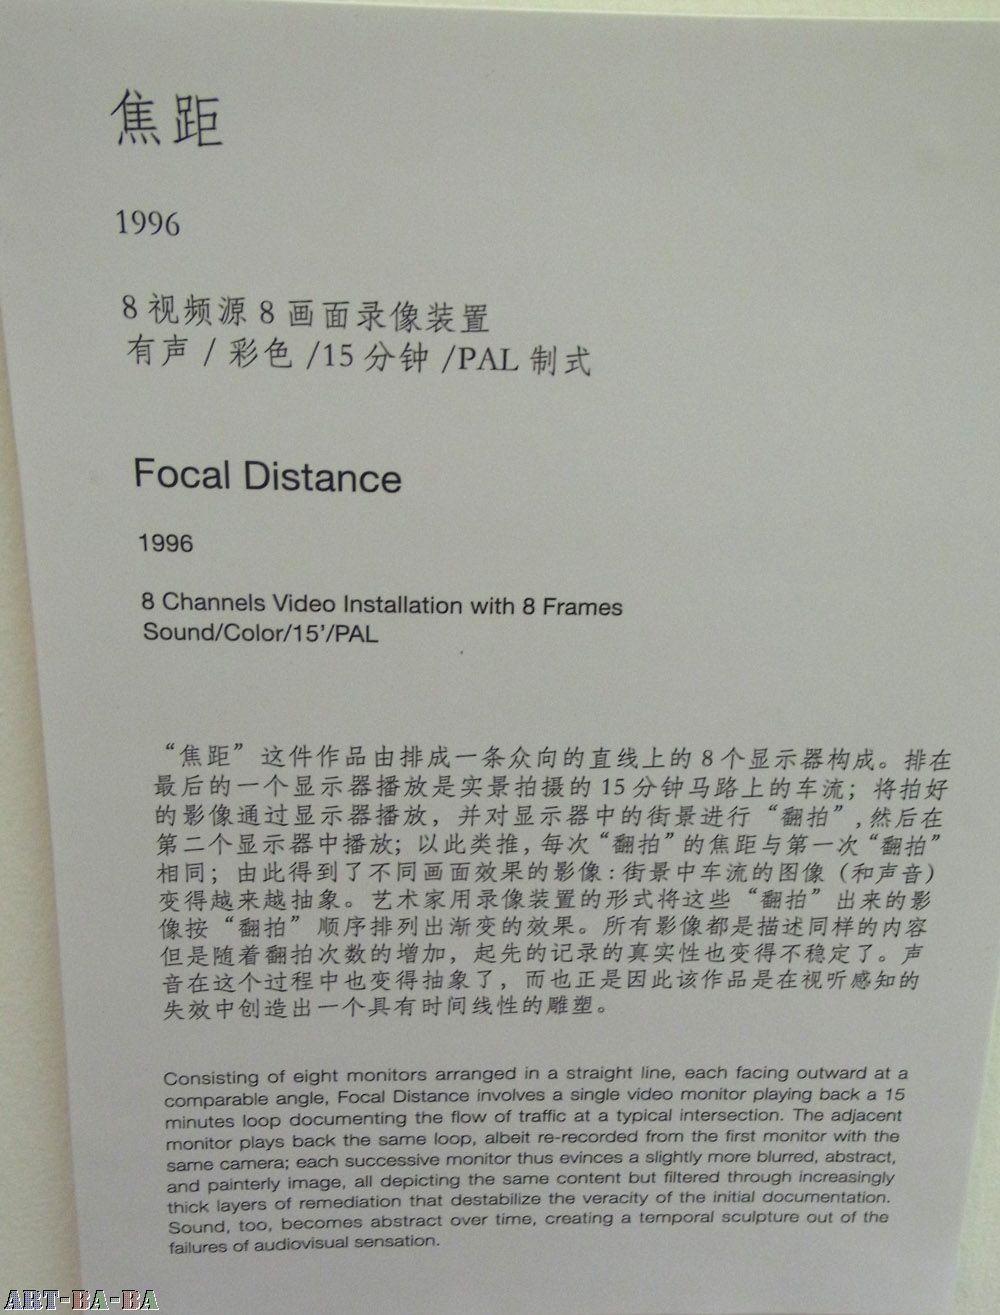 焦距
1996
8 视频源 8 画面录像装置
有声 / 彩色 /15 分钟 /PAL 制式
Focal Distance
1996
8 Channels Video Installation with 8 Frames
Sound/Color/15’/PAL
“焦距”这件作品由排成一条众向的直线上的 8 个显示器构成。排在
最后的一个显示器播放是实景拍摄的 15 分钟马路上的车流；将拍好
的影像通过显示器播放，并对显示器中的街景进行“翻拍”,然后在
第二个显示器中播放；以此类推,每次“翻拍”的焦距与第一次“翻拍”
相同；由此得到了不同画面效果的影像:街景中车流的图像（和声音）
变得越来越抽象。艺术家用录像装置的形式将这些“翻拍”出来的影
像按“翻拍”顺序排列出渐变的效果。所有影像都是描述同样的内容
但是随着翻拍次数的增加，起先的记录的真实性也变得不稳定了。声
音在这个过程中也变得抽象了，而也正是因此该作品是在视听感知的
失效中创造出一个具有时间线性的雕塑。
Consisting of eight monitors arranged in a straight line, each facing outward at a
comparable angle, Focal Distance involves a single video monitor playing back a 15
minutes loop documenting the flow of traffic at a typical intersection. The adjacent
monitor plays back the same loop, albeit re-recorded from the first monitor with the
same camera; each successive monitor thus evinces a slightly more blurred, abstract,
and painterly image, all depicting the same content but filtered through increasingly
thick layers of remediation that destabilize the veracity of the initial documentation.
Sound, too, becomes abstract over time, creating a temporal sculpture out of the
failures of audiovisual sensation.
ART-BA-BA